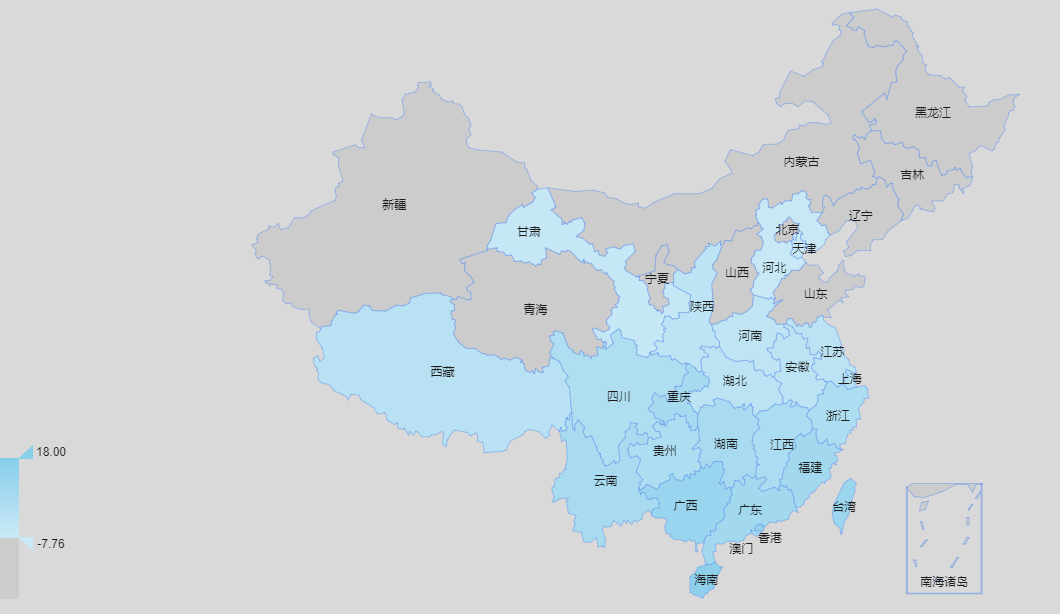 黑龙江
内蒙古
吉林
新疆
辽宁
甘肃
北京
天津
河北
山西
宁夏
山东
陕西
青海
河南
江苏
安徽
西藏
上海
湖北
四川
重庆
浙江
湖南
江西
贵州
18.00
福建
云南
广西
台湾
广东
香港
-7.76
澳门
海南
南海诸岛